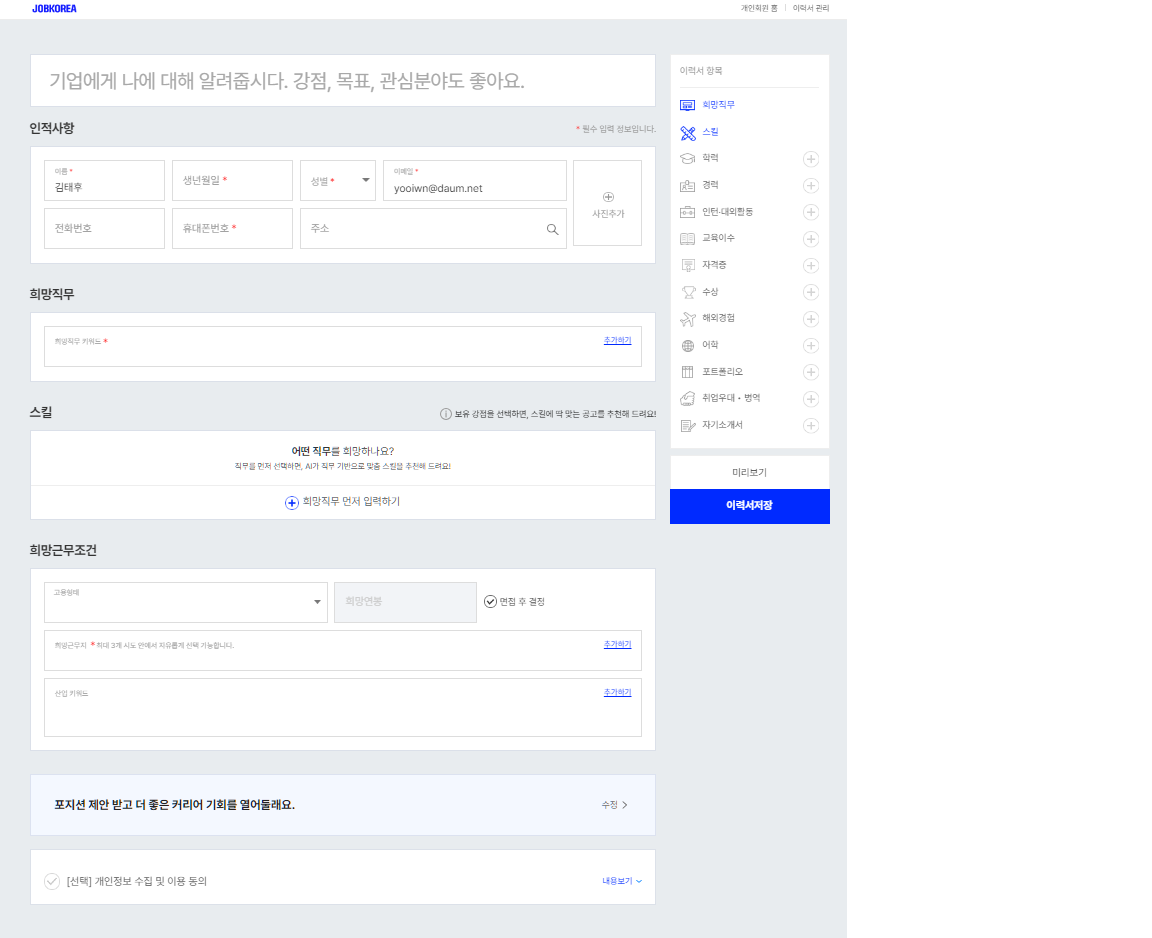 JOBKOREA
개인회원 홈 | 이력서 관리
기업에게 나에 대해 알려줍시다. 강점, 목표, 관심분야도 좋아요.
인적사항
* 필수 입력 정보입니다.
이름 *
김태후
생년월일 *
성별 *
이메일 *
yooiwn@daum.net
사진추가
전화번호
휴대폰번호 *
주소
희망직무
희망직무 키워드 *
추가하기
스킬
보유 강점을 선택하면, 스킬에 딱 맞는 공고를 추천해 드려요!
어떤 직무를 희망하나요?
직무를 먼저 선택하면, AI가 직무 기반으로 맞춤 스킬을 추천해 드려요!
희망직무 먼저 입력하기
희망근무조건
고용형태
희망연봉
면접 후 결정
희망근무지 * 최대 3개 시도 안에서 자유롭게 선택 가능합니다.
추가하기
산업 키워드
추가하기
포지션 제안 받고 더 좋은 커리어 기회를 열어둘래요.
수정
[선택] 개인정보 수집 및 이용 동의
내용보기
이력서 항목
희망직무
스킬
학력
경력
인턴·대외활동
교육이수
자격증
수상
해외경험
어학
포트폴리오
취업우대·병역
자기소개서
미리보기
이력서저장